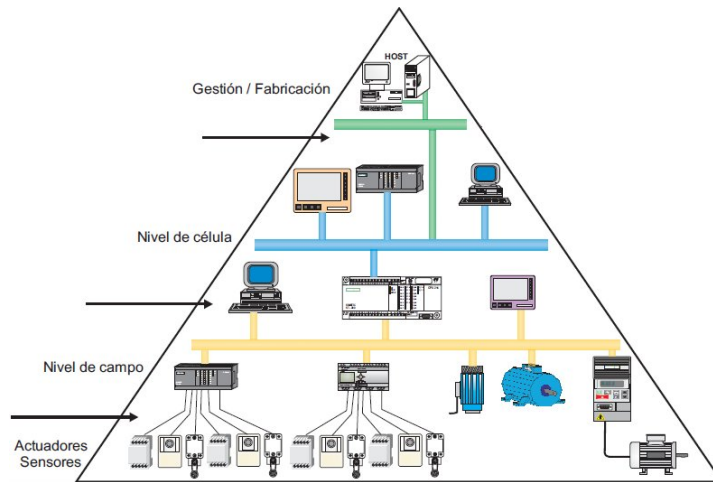 HOST
Gestión / Fabricación
Nivel de célula
Nivel de campo
Actuadores
Sensores